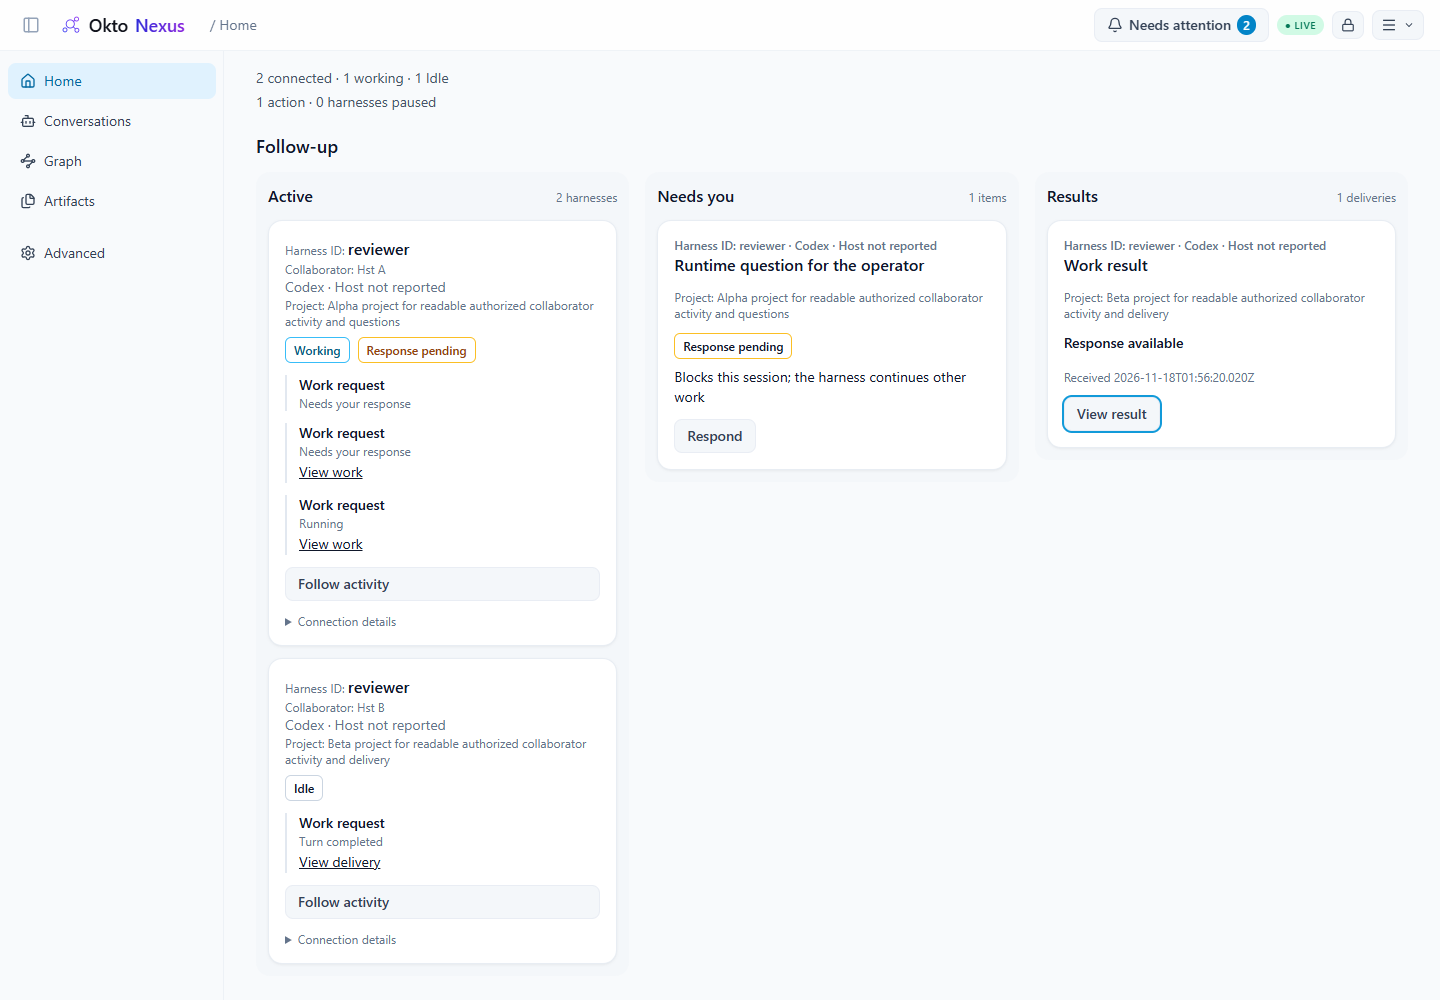 Okto Nexus
/ Home
Needs attention 2
LIVE
Home
Conversations
Graph
Artifacts
Advanced
2 connected · 1 working · 1 Idle
1 action · 0 harnesses paused
Follow-up
Active
2 harnesses
Harness ID: reviewer
Collaborator: Hst A
Codex · Host not reported
Project: Alpha project for readable authorized collaborator
activity and questions
Working
Response pending
Work request
Needs your response
Work request
Needs your response
View work
Work request
Running
View work
Follow activity
Connection details
Harness ID: reviewer
Collaborator: Hst B
Codex · Host not reported
Project: Beta project for readable authorized collaborator
activity and delivery
Idle
Work request
Turn completed
View delivery
Follow activity
Connection details
Needs you
1 items
Harness ID: reviewer · Codex · Host not reported
Runtime question for the operator
Project: Alpha project for readable authorized collaborator
activity and questions
Response pending
Blocks this session; the harness continues other
work
Respond
Results
1 deliveries
Harness ID: reviewer · Codex · Host not reported
Work result
Project: Beta project for readable authorized collaborator
activity and delivery
Response available
Received 2026-11-18T01:56:20.020Z
View result